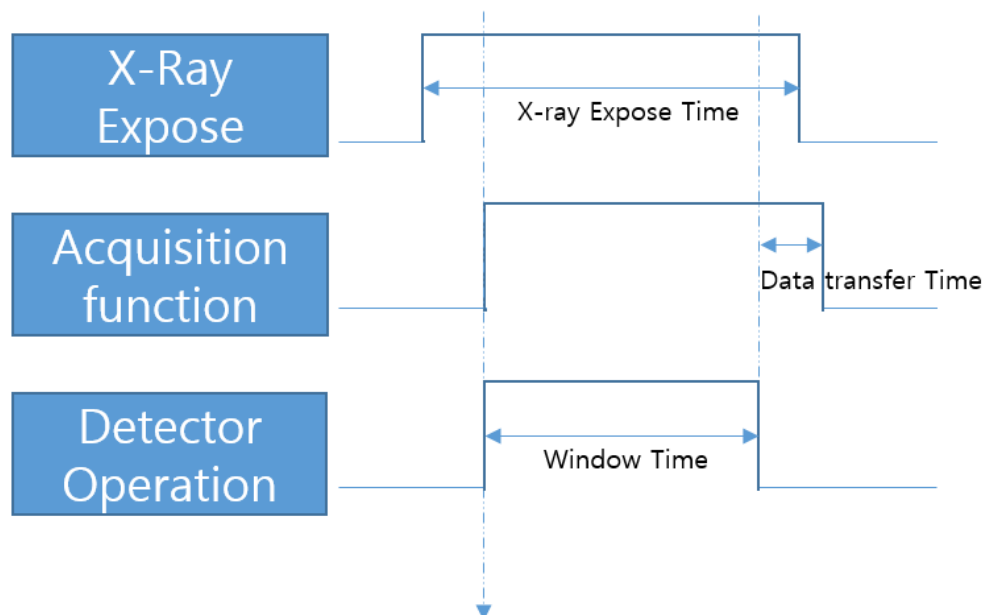 X-Ray
Expose
X-ray Expose Time
Acquisition
function
Data transfer Time
Detector
Operation
Window Time